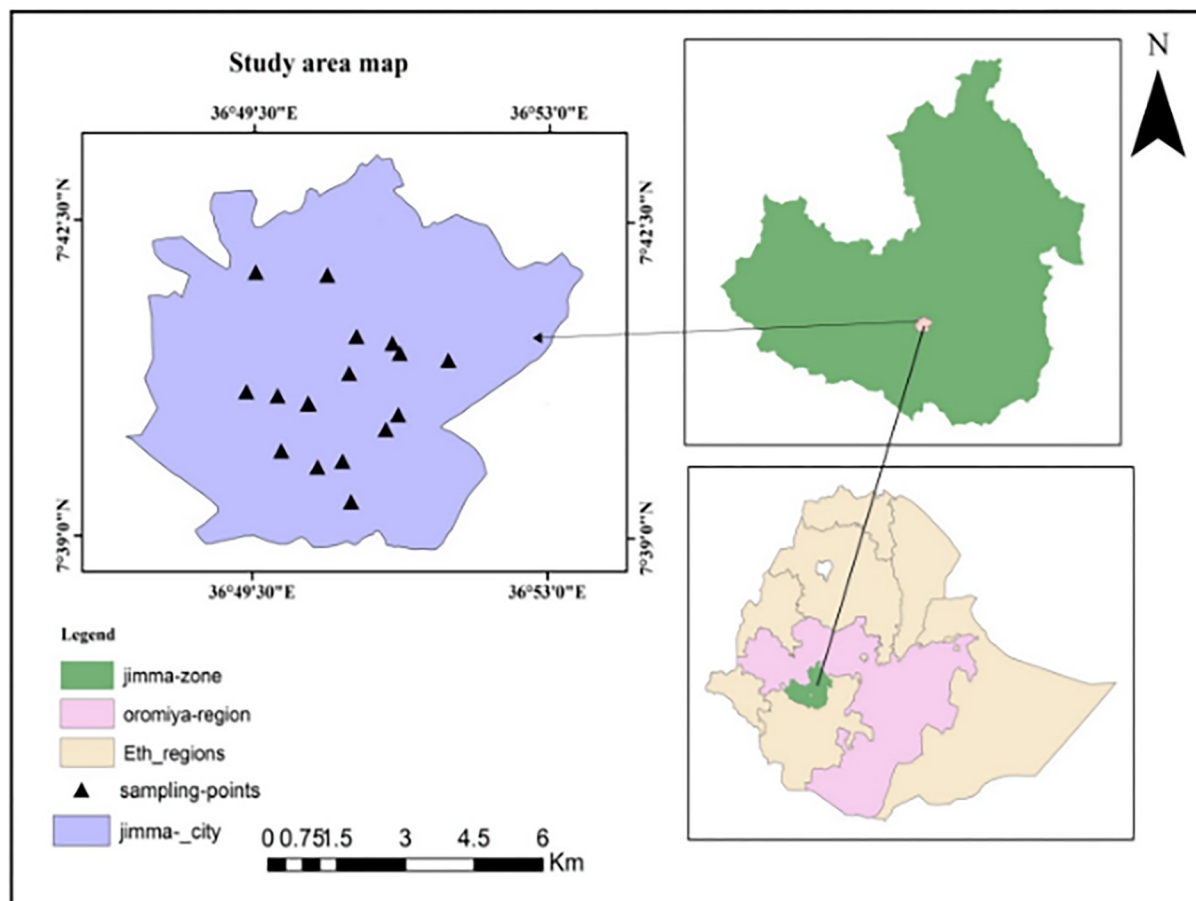 Study area map
N
36°49'30"E 36°53'0"E
7°42'30"N
7°42'30"N
7°39'0"N
7°39'0"N
36°49'30"E 36°53'0"E
Legend
jimma-zone
oromiya-region
Eth_regions
sampling-points
jimma-_city
0 0.751.5 3 4.5 6
Km